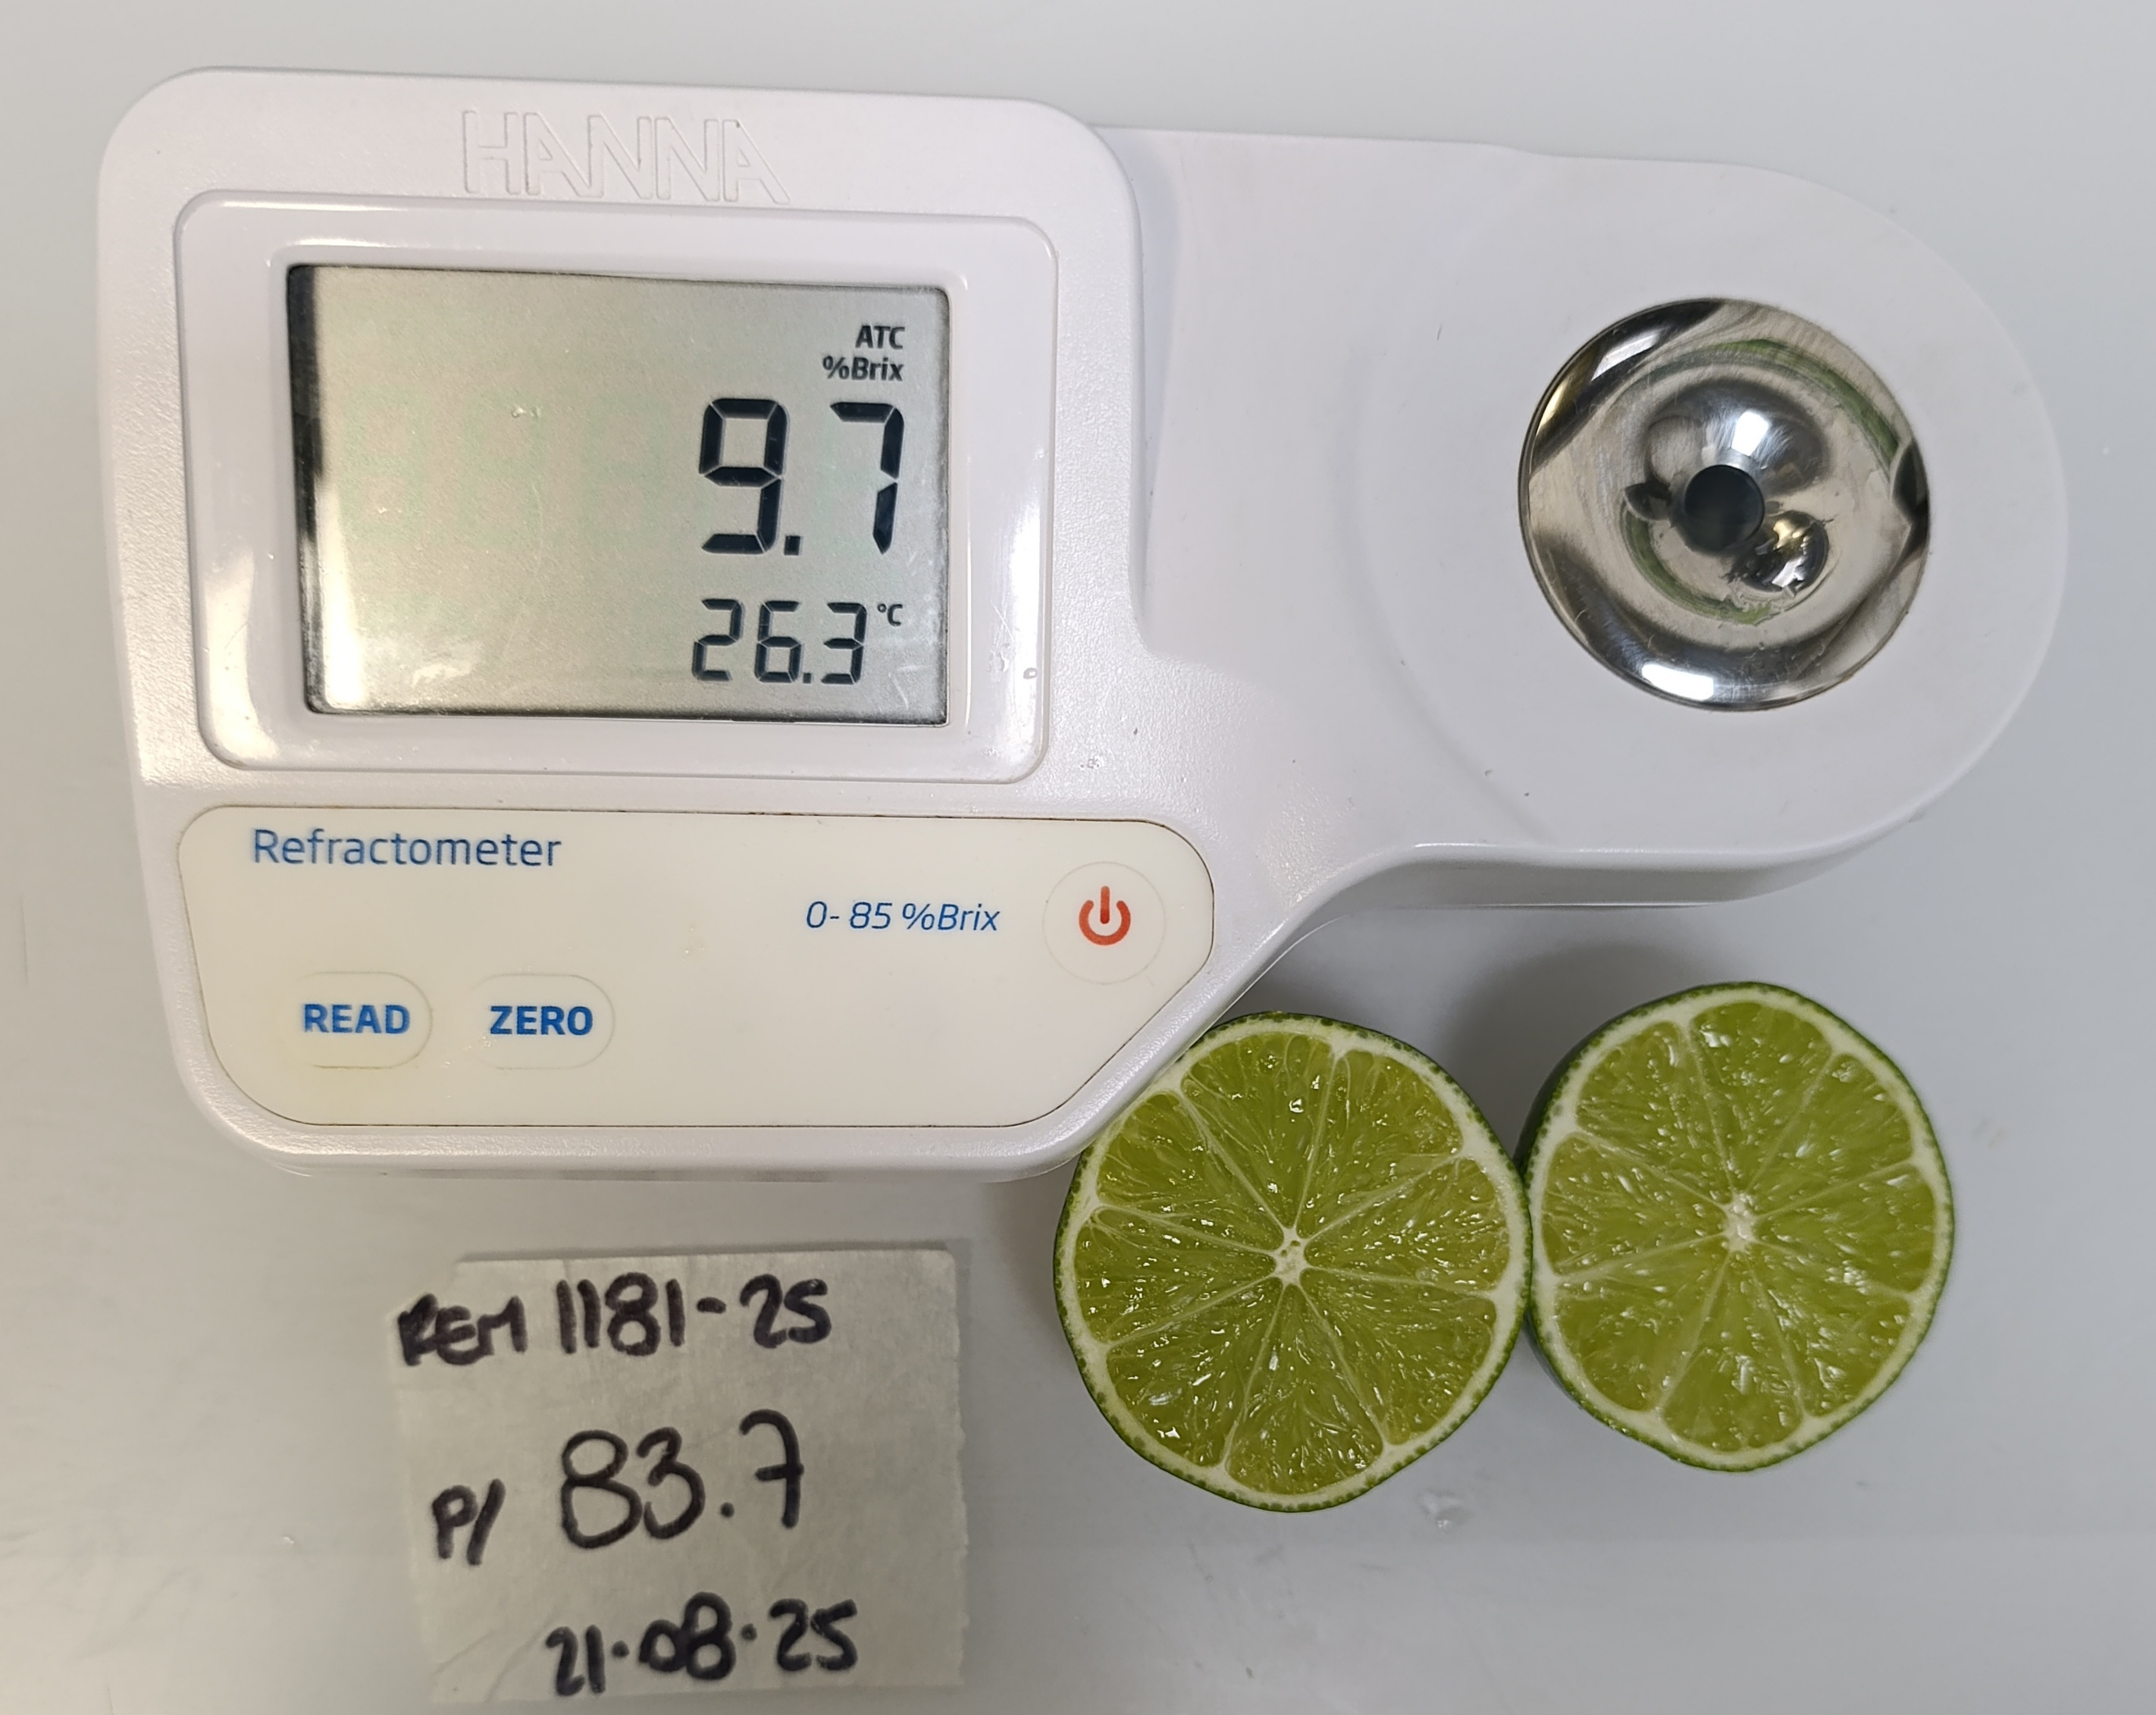 HANNA
ATC
%Brix
9.7
26.3 °C
Refractometer
0-85 %Brix
READ ZERO
REM 1181-25
P/ 83.7
21.08.25